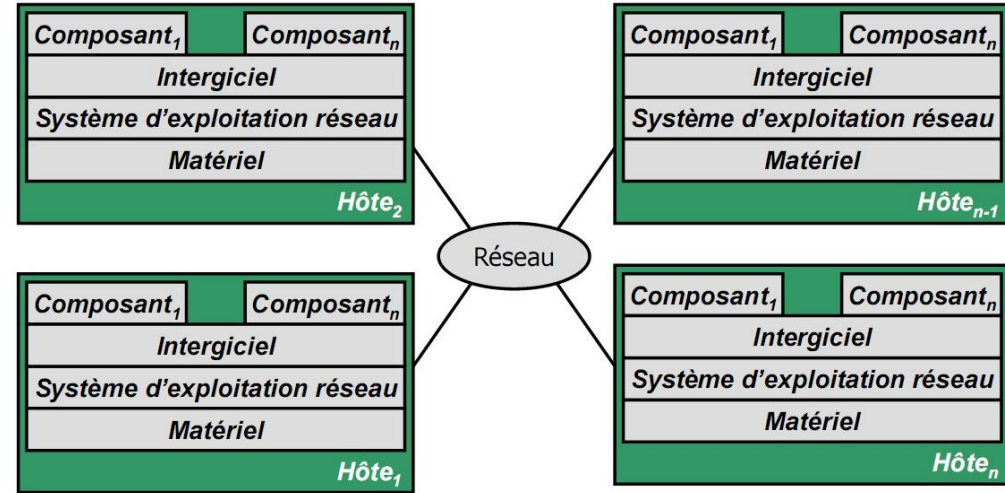 Composant₁ Composantₙ
Intergiciel
Système d’exploitation réseau
Matériel
Hôte₂
Composant₁ Composantₙ
Intergiciel
Système d’exploitation réseau
Matériel
Hôteₙ₋₁
Réseau
Composant₁ Composantₙ
Intergiciel
Système d’exploitation réseau
Matériel
Hôte₁
Composant₁ Composantₙ
Intergiciel
Système d’exploitation réseau
Matériel
Hôteₙ